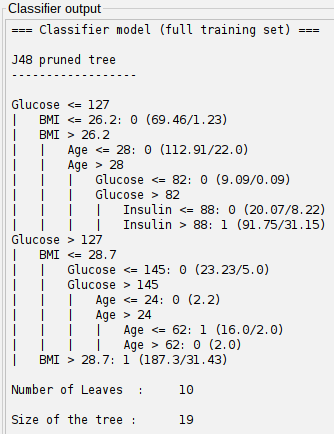 Classifier output
=== Classifier model (full training set) ===
J48 pruned tree
------------------
Glucose <= 127
|   BMI <= 26.2: 0 (69.46/1.23)
|   BMI > 26.2
|   |   Age <= 28: 0 (112.91/22.0)
|   |   Age > 28
|   |   |   Glucose <= 82: 0 (9.09/0.09)
|   |   |   Glucose > 82
|   |   |   |   Insulin <= 88: 0 (20.07/8.22)
|   |   |   |   Insulin > 88: 1 (91.75/31.15)
Glucose > 127
|   BMI <= 28.7
|   |   Glucose <= 145: 0 (23.23/5.0)
|   |   Glucose > 145
|   |   |   Age <= 24: 0 (2.2)
|   |   |   Age > 24
|   |   |   |   Age <= 62: 1 (16.0/2.0)
|   |   |   |   Age > 62: 0 (2.0)
|   BMI > 28.7: 1 (187.3/31.43)
Number of Leaves  :     10
Size of the tree :      19